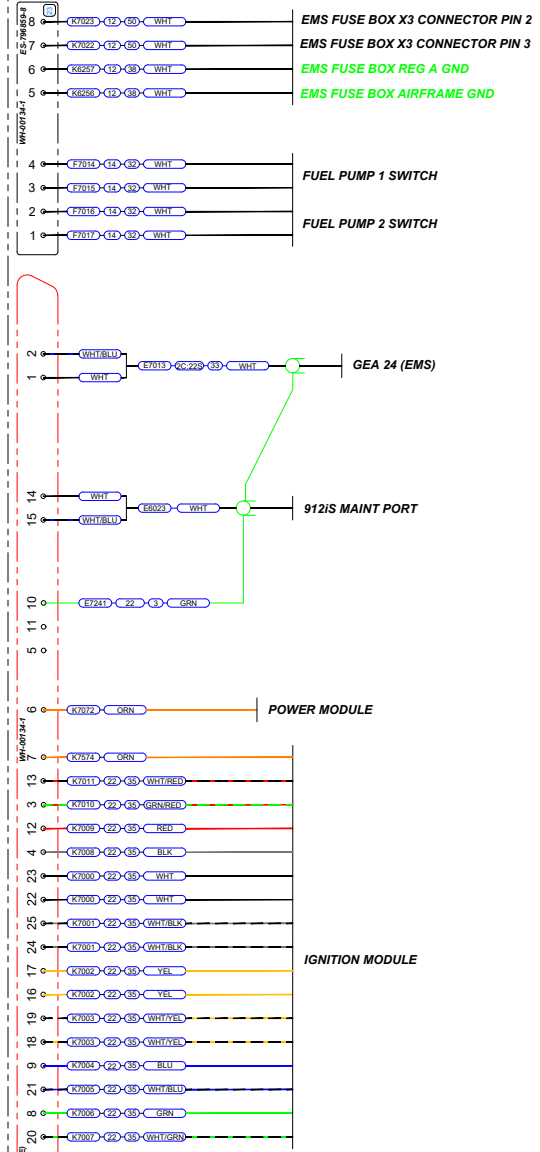 ES-796859-8
23
WH-00134-1
8 K7023 12 50 WHT EMS FUSE BOX X3 CONNECTOR PIN 2
7 K7022 12 50 WHT EMS FUSE BOX X3 CONNECTOR PIN 3
6 K6257 12 38 WHT EMS FUSE BOX REG A GND
5 K6256 12 38 WHT EMS FUSE BOX AIRFRAME GND
4 F7014 14 32 WHT
FUEL PUMP 1 SWITCH
3 F7015 14 32 WHT
2 F7016 14 32 WHT
FUEL PUMP 2 SWITCH
1 F7017 14 32 WHT
2 WHT/BLU
E7013 2C:22S 33 WHT GEA 24 (EMS)
1 WHT
14 WHT
E6023 WHT 912iS MAINT PORT
15 WHT/BLU
10 E7241 22 3 GRN
11
5
6 K7072 ORN POWER MODULE
WH-00134-1
7 K7574 ORN
13 K7011 22 35 WHT/RED
3 K7010 22 35 GRN/RED
12 K7009 22 35 RED
4 K7008 22 35 BLK
23 K7000 22 35 WHT
22 K7000 22 35 WHT
25 K7001 22 35 WHT/BLK
24 K7001 22 35 WHT/BLK
IGNITION MODULE
17 K7002 22 35 YEL
16 K7002 22 35 YEL
19 K7003 22 35 WHT/YEL
18 K7003 22 35 WHT/YEL
9 K7004 22 35 BLU
21 K7005 22 35 WHT/BLU
8 K7006 22 35 GRN
20 K7007 22 35 WHT/GRN